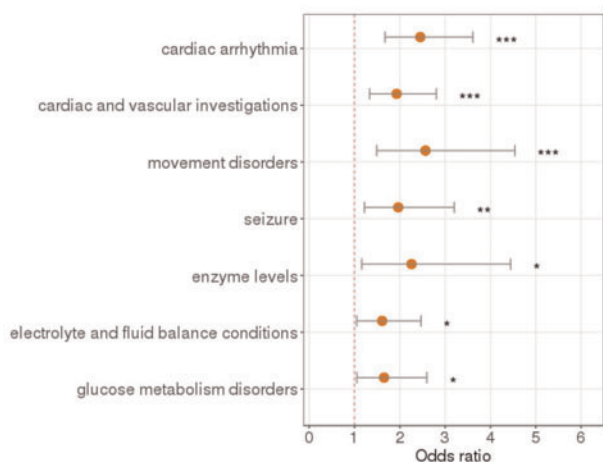 cardiac arrhythmia ***
cardiac and vascular investigations ***
movement disorders ***
seizure **
enzyme levels *
electrolyte and fluid balance conditions *
glucose metabolism disorders *
0 1 2 3 4 5 6
Odds ratio